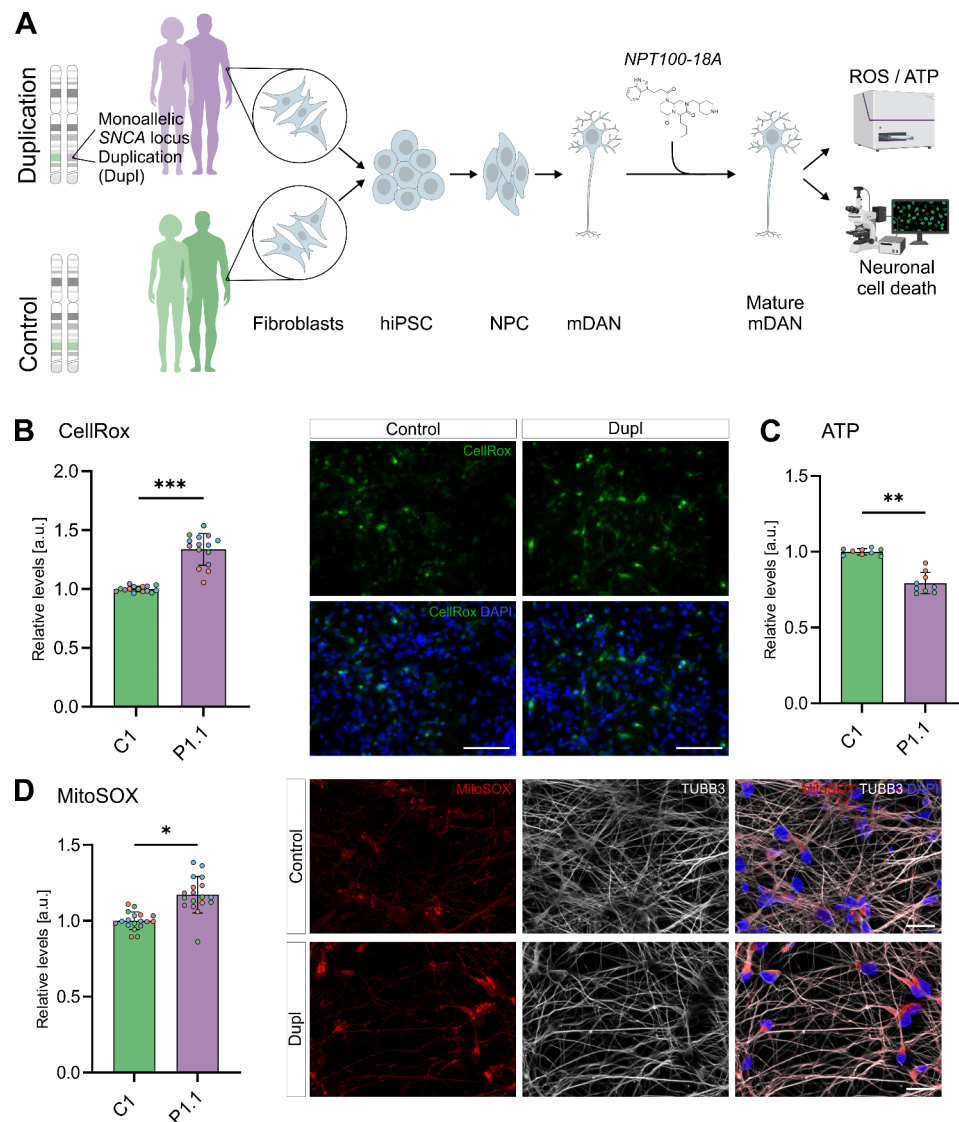 A
Duplication
Monoallelic
SNCA locus
Duplication
(Dupl)
NPT100-18A
ROS / ATP
Control
Fibroblasts
hiPSC
NPC
mDAN
Mature
mDAN
Neuronal
cell death
B CellRox
Relative levels [a.u.]
2.0
1.5
1.0
0.5
0.0
***
C1
P1.1
Control
Dupl
CellRox
CellRox DAPI
C ATP
Relative levels [a.u.]
1.5
1.0
0.5
0.0
**
C1
P1.1
D MitoSOX
Relative levels [a.u.]
1.5
1.0
0.5
0.0
*
C1
P1.1
Control
Dupl
MitoSOX
TUBB3
MitoSOX TUBB3 DAPI